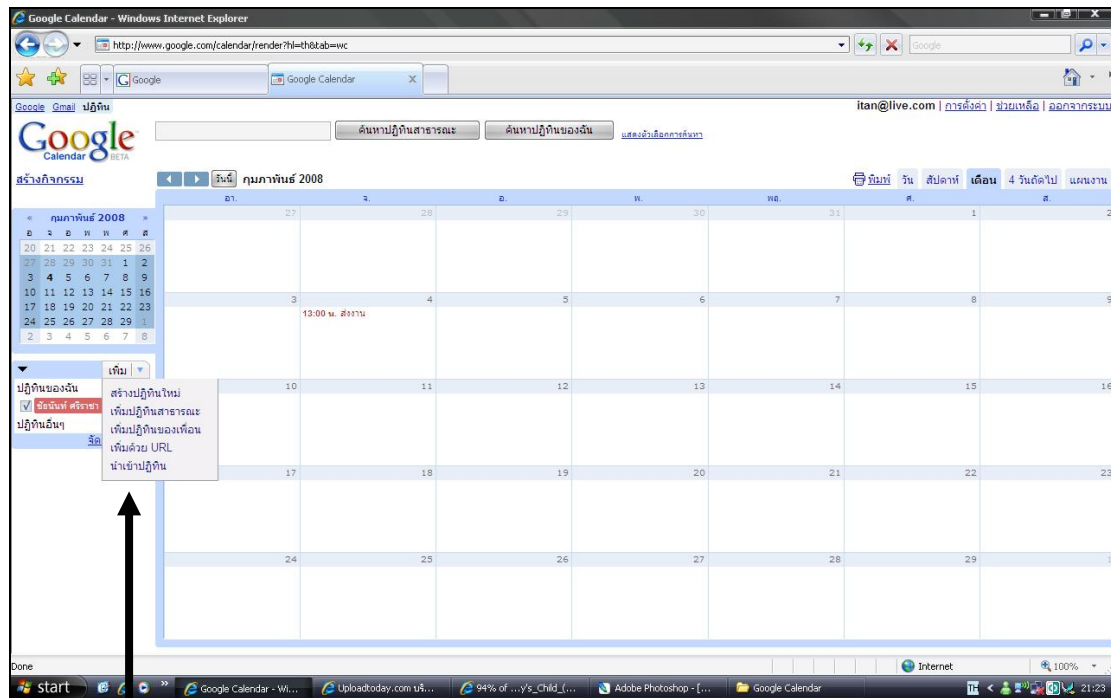 Google Calendar - Windows Internet Explorer
http://www.google.com/calendar/render?hl=th&tab=wc
Google
Google
Google Calendar
X
Google Gmail ปฏิทิน
itan@live.com | การตั้งค่า | ช่วยเหลือ | ออกจากระบบ
Google
Calendar BETA
ค้นหาปฏิทินสาธารณะ
ค้นหาปฏิทินของฉัน
แสดงตัวเลือกการค้นหา
สร้างกิจกรรม
วันนี้ กุมภาพันธ์ 2008
พิมพ์ วัน สัปดาห์ เดือน 4 วันถัดไป แผนงาน
« กุมภาพันธ์ 2008 »
อ จ อ พ พ ศ ส
20 21 22 23 24 25 26
27 28 29 30 31 1 2
3 4 5 6 7 8 9
10 11 12 13 14 15 16
17 18 19 20 21 22 23
24 25 26 27 28 29 1
2 3 4 5 6 7 8
เพิ่ม
ปฏิทินของฉัน
ชัยนันท์ ศรีราชา
ปฏิทินอื่นๆ
จัด
สร้างปฏิทินใหม่
เพิ่มปฏิทินสาธารณะ
เพิ่มปฏิทินของเพื่อน
เพิ่มด้วย URL
นำเข้าปฏิทิน
อา. จ. อ. พ. พฤ. ศ. ส.
27 28 29 30 31 1 2
3 4 5 6 7 8 9
13:00 น. ส่งงาน
10 11 12 13 14 15 16
17 18 19 20 21 22 23
24 25 26 27 28 29 1
Done
Internet
100%
start
Google Calendar - Wi...
Uploadtoday.com บริ...
94% of ...y's_Child_(...
Adobe Photoshop - [...
Google Calendar
TH
21:23